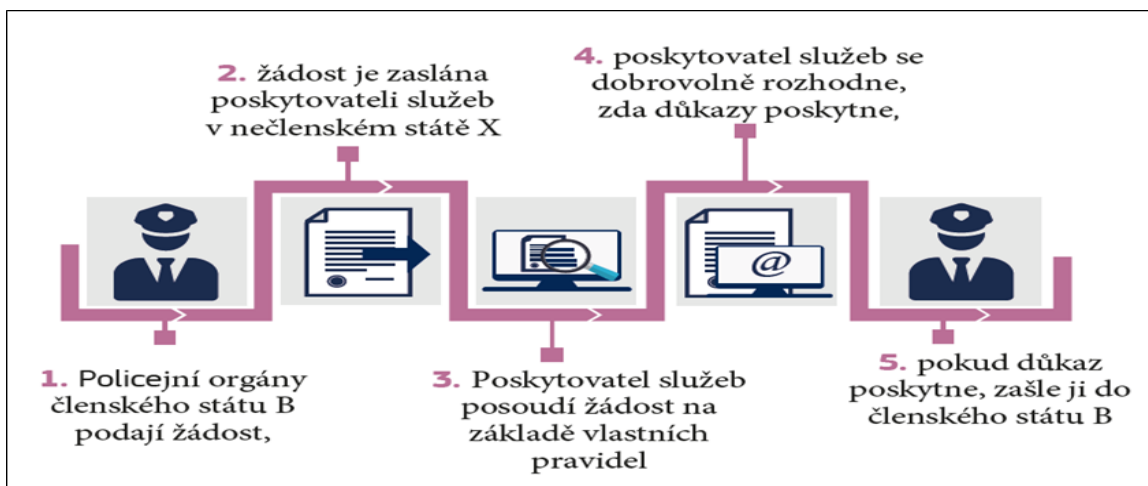 1. Policejní orgány
členského státu B
podají žádost,
2. žádost je zaslána
poskytovateli služeb
v nečlenském státě X
3. Poskytovatel služeb
posoudí žádost na
základě vlastních
pravidel
4. poskytovatel služeb se
dobrovolně rozhodne,
zda důkazy poskytne,
@
5. pokud důkaz
poskytne, zašle ji do
členského státu B